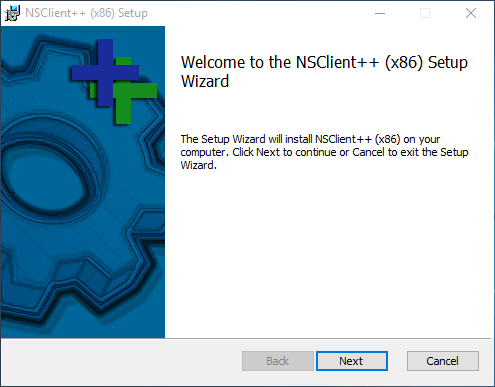 NSClient++ (x86) Setup
Welcome to the NSClient++ (x86) Setup
Wizard
The Setup Wizard will install NSClient++ (x86) on your
computer. Click Next to continue or Cancel to exit the Setup
Wizard.
Back
Next
Cancel